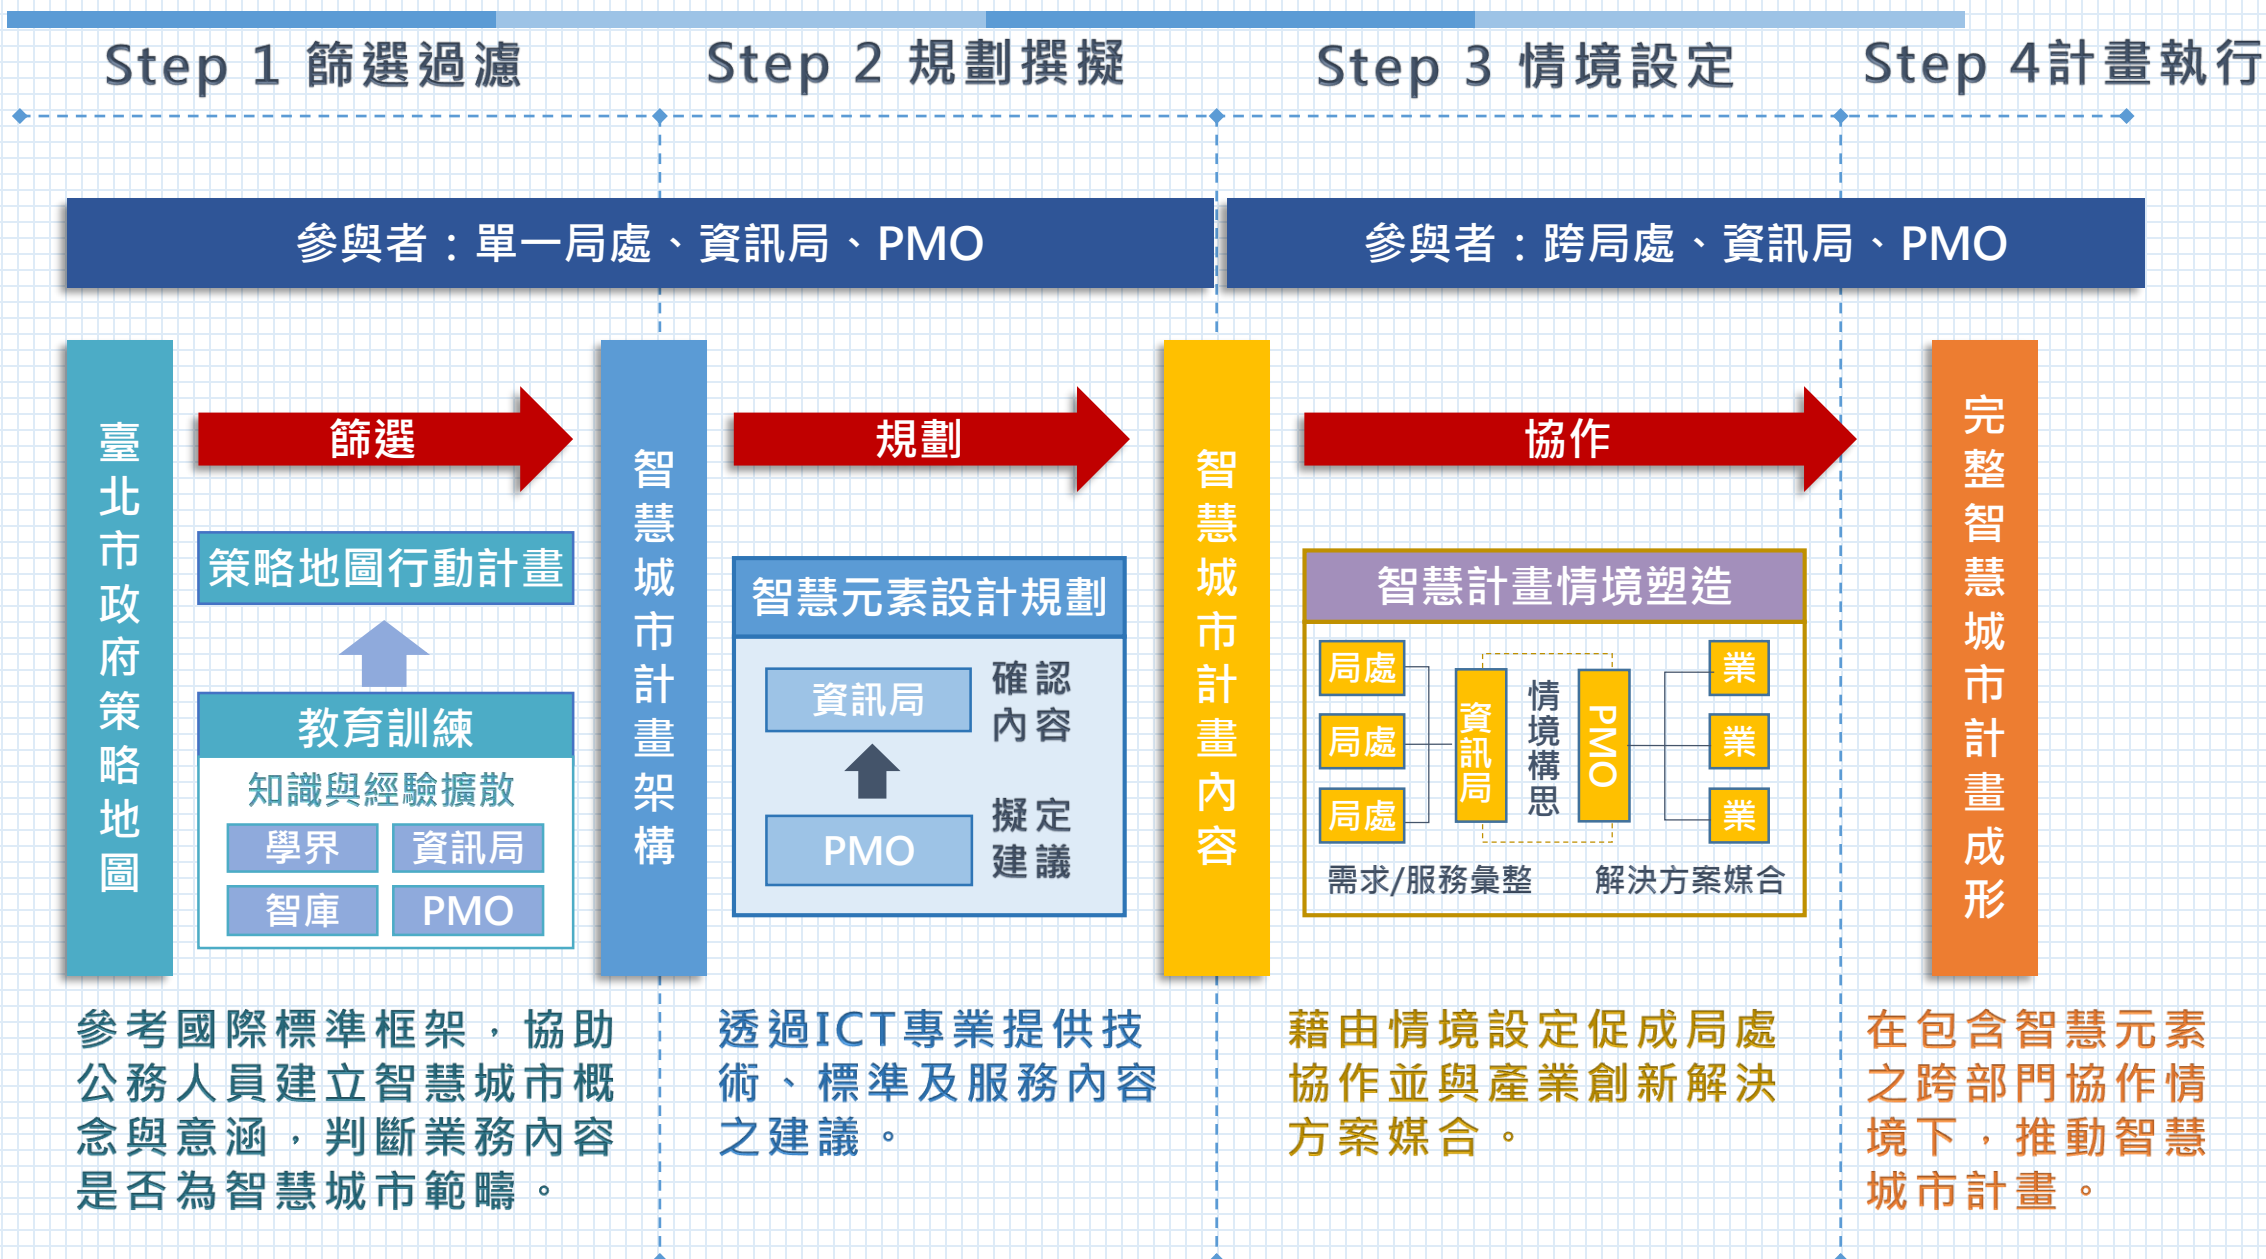 Step 1 篩選過濾
Step 2 規劃撰擬
Step 3 情境設定
Step 4計畫執行
參與者：單一局處、資訊局、PMO
參與者：跨局處、資訊局、PMO
臺北市政府策略地圖
篩選
策略地圖行動計畫
教育訓練
知識與經驗擴散
學界
資訊局
智庫
PMO
智慧城市計畫架構
規劃
智慧元素設計規劃
資訊局
確認
內容
PMO
擬定
建議
智慧城市計畫內容
協作
智慧計畫情境塑造
局處
局處
局處
資訊局
情境構思
PMO
業
業
業
需求/服務彙整
解決方案媒合
完整智慧城市計畫成形
參考國際標準框架，協助
公務人員建立智慧城市概
念與意涵，判斷業務內容
是否為智慧城市範疇。
透過ICT專業提供技
術、標準及服務內容
之建議。
藉由情境設定促成局處
協作並與產業創新解決
方案媒合。
在包含智慧元素
之跨部門協作情
境下，推動智慧
城市計畫。